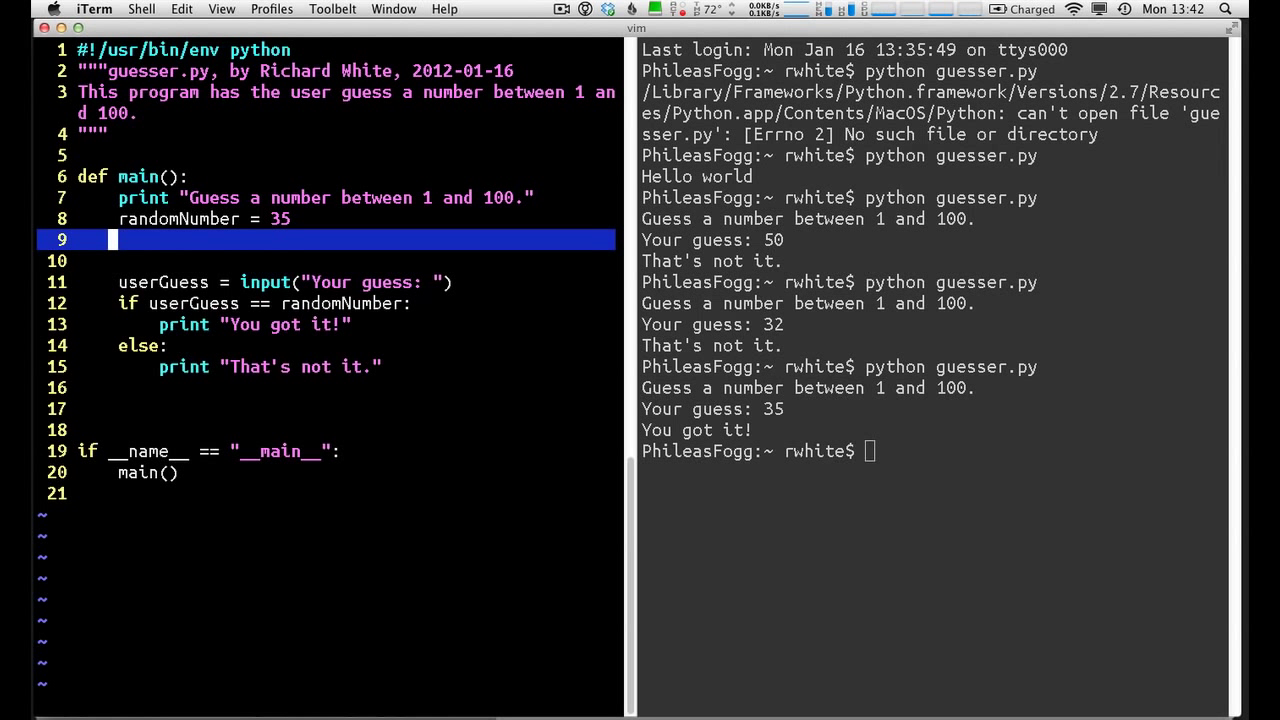 iTerm Shell Edit View Profiles Toolbelt Window Help 72° 0.0KB/s 0.1KB/s Charged Mon 13:42
vim
1 #!/usr/bin/env python
2 """guesser.py, by Richard White, 2012-01-16
3 This program has the user guess a number between 1 an
d 100.
4 """
5
6 def main():
7 print "Guess a number between 1 and 100."
8 randomNumber = 35
9
10
11 userGuess = input("Your guess: ")
12 if userGuess == randomNumber:
13 print "You got it!"
14 else:
15 print "That's not it."
16
17
18
19 if __name__ == "__main__":
20 main()
21
~
~
~
~
~
~
~
~
~
Last login: Mon Jan 16 13:35:49 on ttys000
PhileasFogg:~ rwhite$ python guesser.py
/Library/Frameworks/Python.framework/Versions/2.7/Resourc
es/Python.app/Contents/MacOS/Python: can't open file 'gue
sser.py': [Errno 2] No such file or directory
PhileasFogg:~ rwhite$ python guesser.py
Hello world
PhileasFogg:~ rwhite$ python guesser.py
Guess a number between 1 and 100.
Your guess: 50
That's not it.
PhileasFogg:~ rwhite$ python guesser.py
Guess a number between 1 and 100.
Your guess: 32
That's not it.
PhileasFogg:~ rwhite$ python guesser.py
Guess a number between 1 and 100.
Your guess: 35
You got it!
PhileasFogg:~ rwhite$